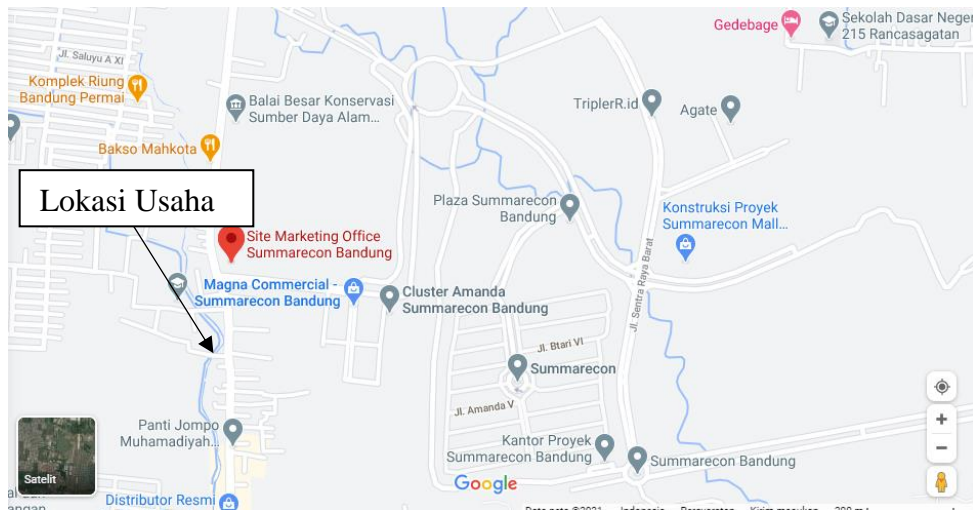 Gedebage
Sekolah Dasar Neger
215 Rancasagatan
Jl. Saluyu A XI
Komplek Riung
Bandung Permai
Balai Besar Konservasi
Sumber Daya Alam...
TriplerR.id
Agate
Bakso Mahkota
Lokasi Usaha
Plaza Summarecon
Bandung
Konstruksi Proyek
Summarecon Mall...
Site Marketing Office
Summarecon Bandung
Jl. Sentra Raya Barat
Magna Commercial -
Summarecon Bandung
Cluster Amanda
Summarecon Bandung
Jl. Btari VI
Summarecon
Jl. Amanda V
Panti Jompo
Muhamadiyah...
Kantor Proyek
Summarecon Bandung
Summarecon Bandung
Satelit
Google
Distributor Resmi